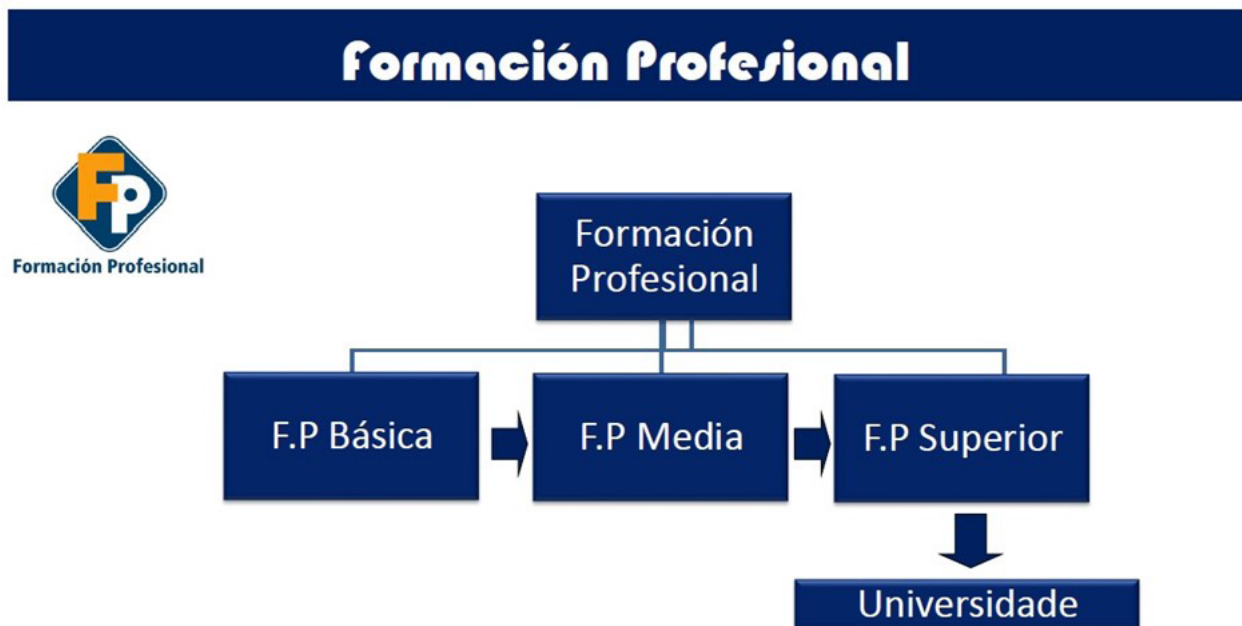 Formación Profesional
FP
Formación Profesional
Formación
Profesional
F.P Básica
F.P Media
F.P Superior
Universidade